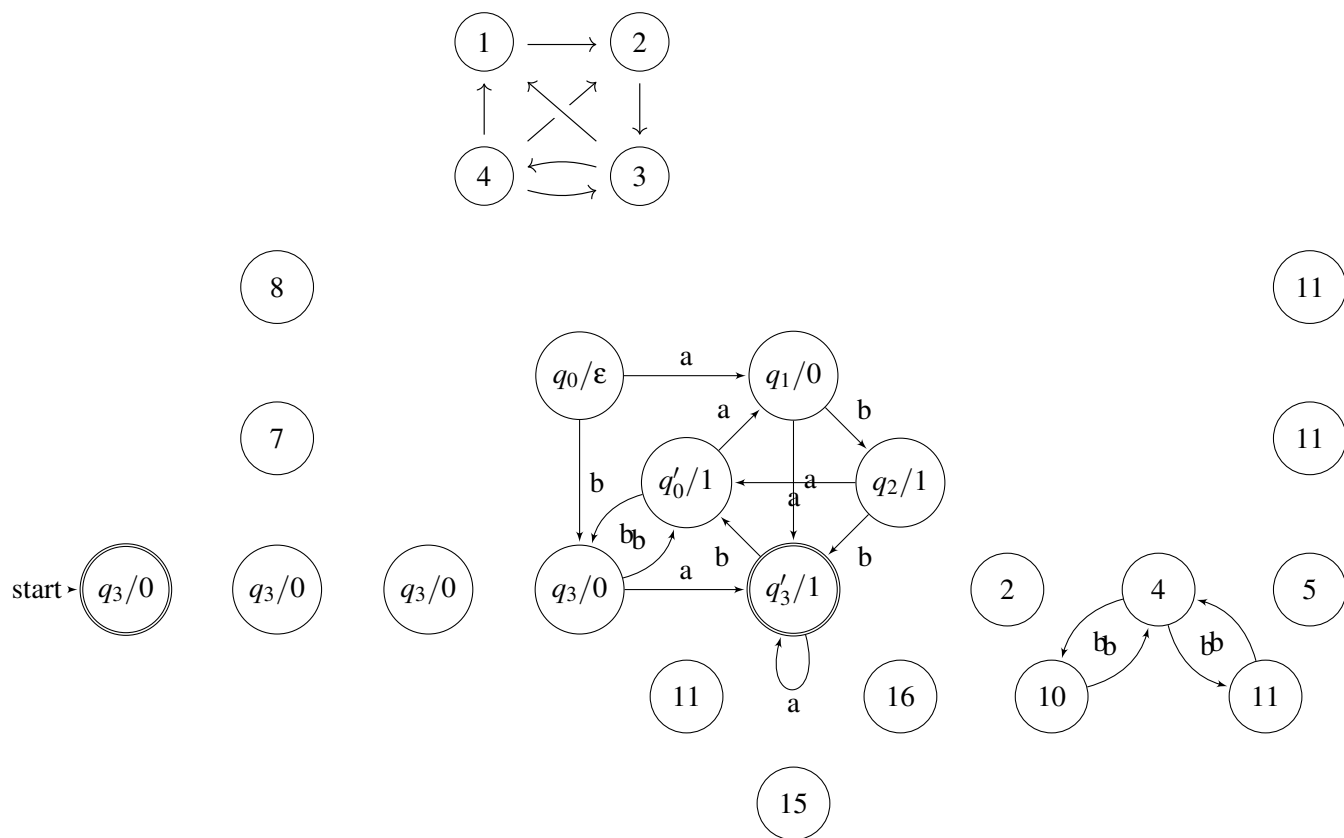 1 2
4 3
8 11
q₀/ε a q₁/0
a b
7 11
b q′₀/1 a q₂/1
a
bb b b
start q₃/0 q₃/0 q₃/0 q₃/0 a q′₃/1 2 4 5
bb bb
11 16 10 11
a
15